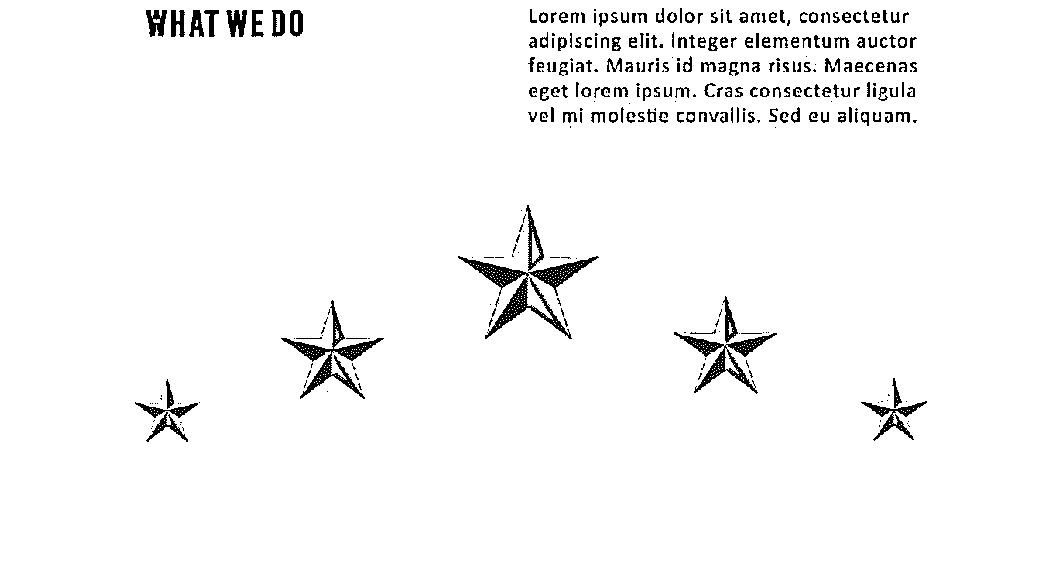 WHAT WE DO
Lorem ipsum dolor sit amet, consectetur
adipiscing elit. Integer elementum auctor
feugiat. Mauris id magna risus. Maecenas
eget lorem ipsum. Cras consectetur ligula
vel mi molestie convallis. Sed eu aliquam.